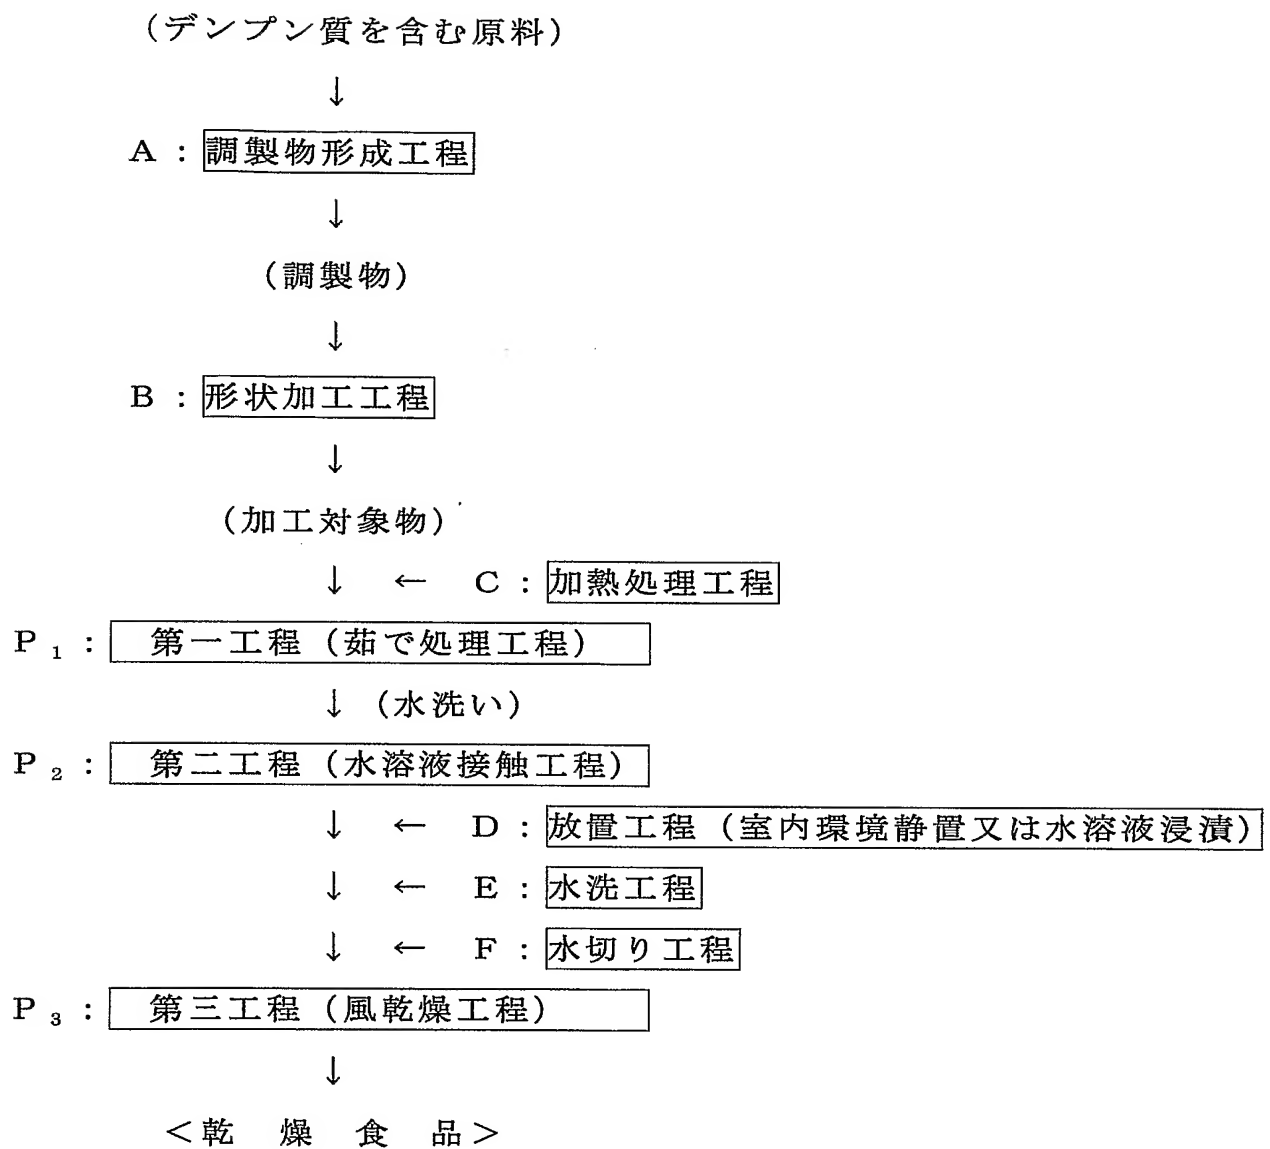 (デンプン質を含む原料)
↓
A:調製物形成工程
↓
(調製物)
↓
B:形状加工工程
↓
(加工対象物)
↓ ← C:加熱処理工程
P1: 第一工程(茹で処理工程)
↓ (水洗い)
P2: 第二工程(水溶液接触工程)
↓ ← D:放置工程(室内環境静置又は水溶液浸漬)
↓ ← E:水洗工程
↓ ← F:水切り工程
P3: 第三工程(風乾燥工程)
↓
<乾 燥 食 品>